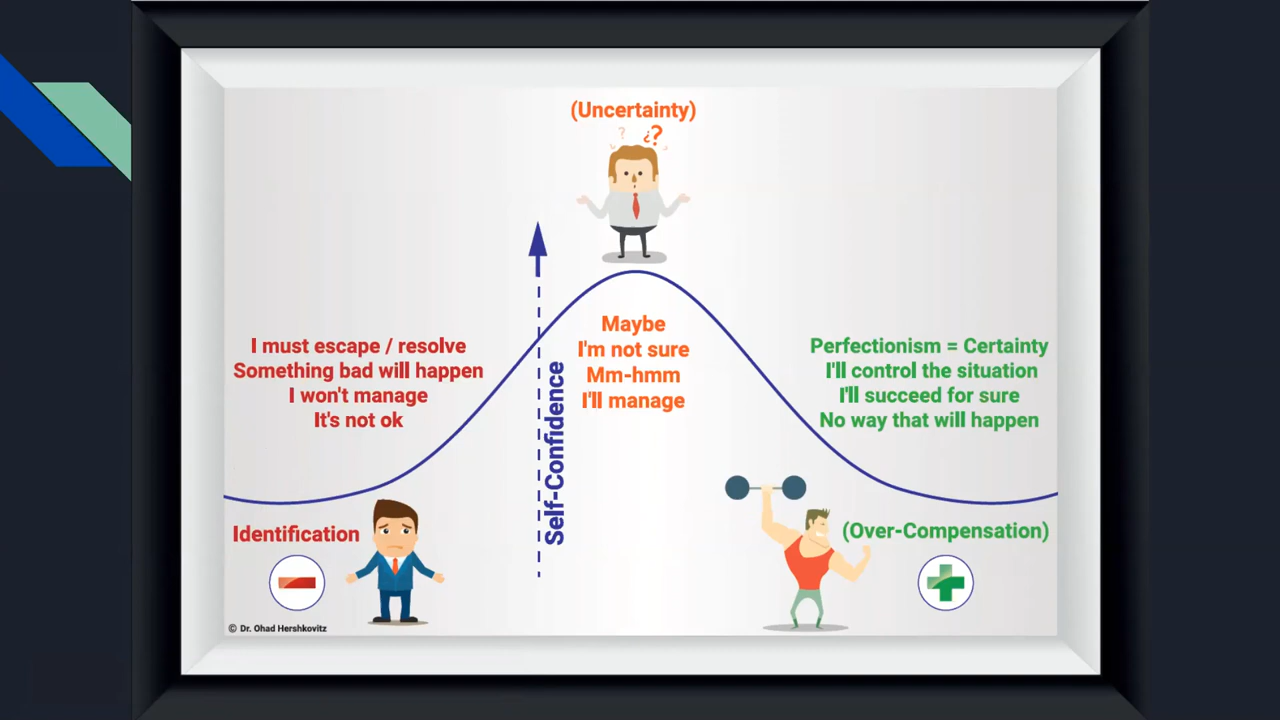 (Uncertainty)
? ¿?
Maybe
I'm not sure
Mm-hmm
I'll manage
I must escape / resolve
Something bad will happen
I won't manage
It's not ok
Self-Confidence
Perfectionism = Certainty
I'll control the situation
I'll succeed for sure
No way that will happen
Identification
(Over-Compensation)
© Dr. Ohad Hershkovitz